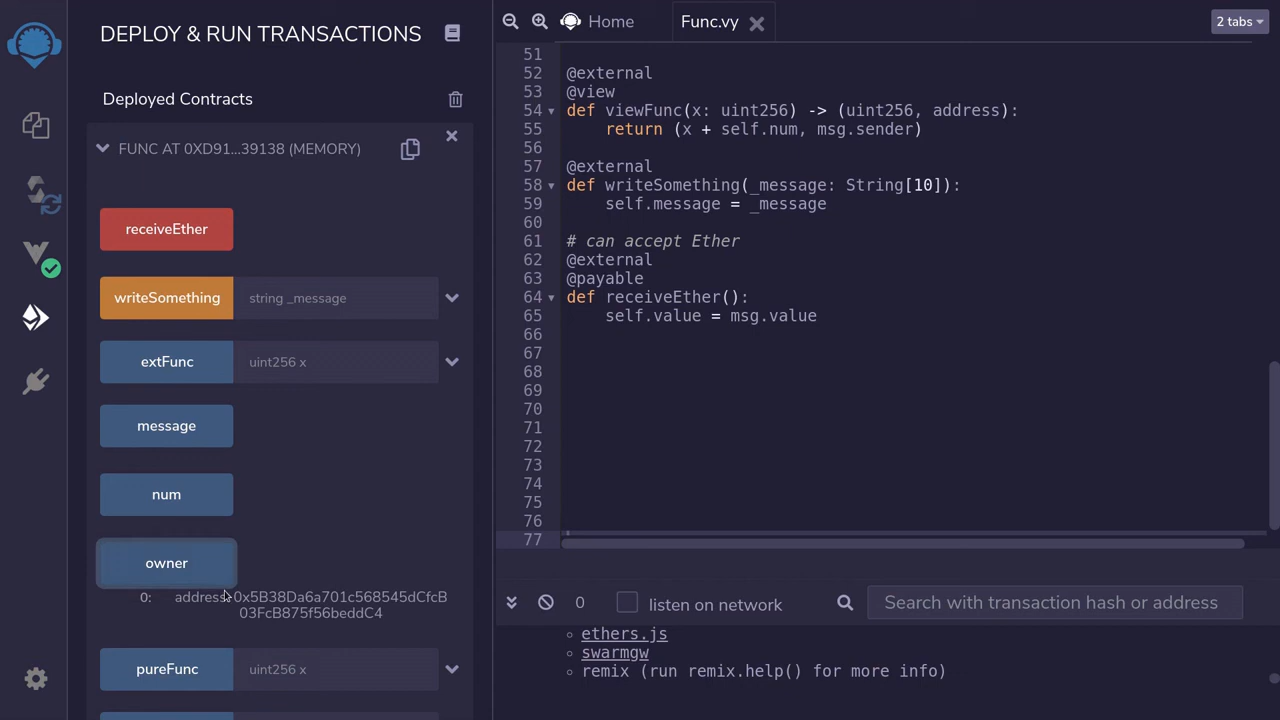 DEPLOY & RUN TRANSACTIONS
Deployed Contracts
FUNC AT 0XD91...39138 (MEMORY)
receiveEther
writeSomething string _message
extFunc uint256 x
message
num
owner
0: address: 0x5B38Da6a701c568545dCfcB
03FcB875f56beddC4
pureFunc uint256 x
Home Func.vy 2 tabs
51
52 @external
53 @view
54 def viewFunc(x: uint256) -> (uint256, address):
55 return (x + self.num, msg.sender)
56
57 @external
58 def writeSomething(_message: String[10]):
59 self.message = _message
60
61 # can accept Ether
62 @external
63 @payable
64 def receiveEther():
65 self.value = msg.value
66
67
68
69
70
71
72
73
74
75
76
77
0 listen on network Search with transaction hash or address
ethers.js
swarmgw
remix (run remix.help() for more info)